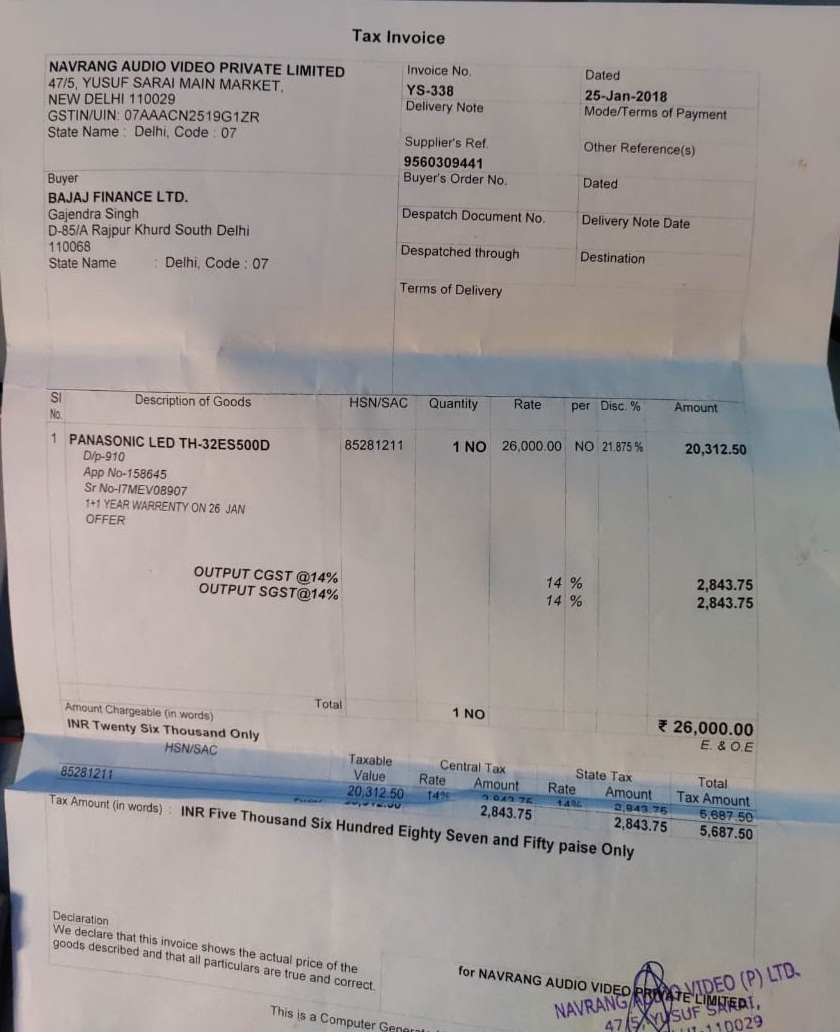 Tax Invoice
NAVRANG AUDIO VIDEO PRIVATE LIMITED
47/5, YUSUF SARAI MAIN MARKET,
NEW DELHI 110029
GSTIN/UIN: 07AAACN2519G1ZR
State Name : Delhi, Code : 07
Invoice No.
YS-338
Dated
25-Jan-2018
Delivery Note
Mode/Terms of Payment
Supplier's Ref.
9560309441
Other Reference(s)
Buyer
BAJAJ FINANCE LTD.
Gajendra Singh
D-85/A Rajpur Khurd South Delhi
110068
State Name : Delhi, Code : 07
Buyer's Order No.
Dated
Despatch Document No.
Delivery Note Date
Despatched through
Destination
Terms of Delivery
Sl No. Description of Goods HSN/SAC Quantity Rate per Disc. % Amount
1 PANASONIC LED TH-32ES500D 85281211 1 NO 26,000.00 NO 21.875 % 20,312.50
D/p-910
App No-158645
Sr No-I7MEV08907
1+1 YEAR WARRENTY ON 26 JAN
OFFER
OUTPUT CGST @14% 14 % 2,843.75
OUTPUT SGST@14% 14 % 2,843.75
Total 1 NO ₹ 26,000.00
Amount Chargeable (in words) E. & O.E
INR Twenty Six Thousand Only
HSN/SAC Taxable Value Central Tax Rate Amount State Tax Rate Amount Total Tax Amount
85281211 20,312.50 14% 2,843.75 14% 2,843.75 5,687.50
2,843.75 2,843.75 5,687.50
Tax Amount (in words) : INR Five Thousand Six Hundred Eighty Seven and Fifty paise Only
Declaration
We declare that this invoice shows the actual price of the
goods described and that all particulars are true and correct.
for NAVRANG AUDIO VIDEO PRIVATE LIMITED
NAVRANG VIDEO (P) LTD.
47/5, YUSUF SARAI,
110029
This is a Computer